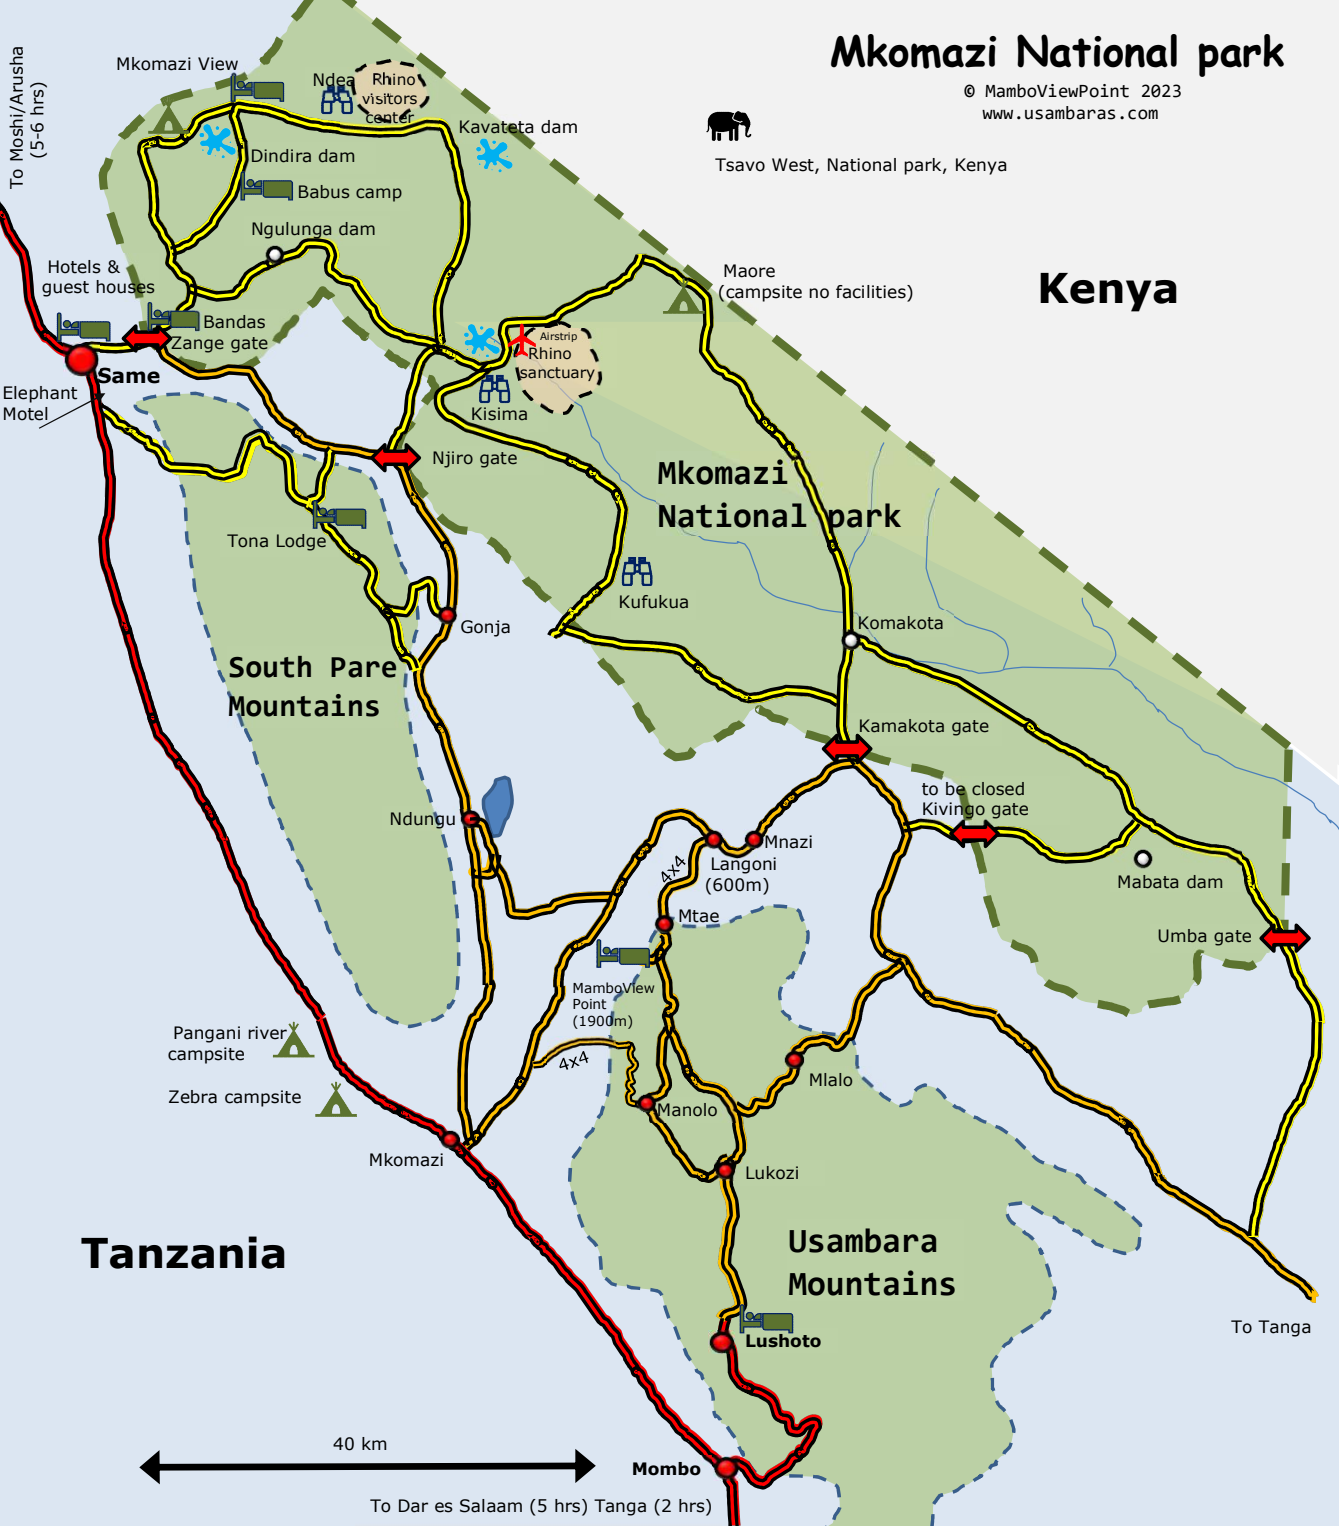 Mkomazi National park
© MamboViewPoint 2023
www.usambaras.com
To Moshi/Arusha
(5-6 hrs)
Mkomazi View
Ndea
Rhino
visitors
center
Kavateta dam
Tsavo West, National park, Kenya
Dindira dam
Babus camp
Ngulunga dam
Hotels &
guest houses
Maore
(campsite no facilities)
Kenya
Bandas
Zange gate
Airstrip
Rhino
sanctuary
Same
Elephant
Motel
Kisima
Njiro gate
Mkomazi
National park
Tona Lodge
Kufukua
Gonja
Komakota
South Pare
Mountains
Kamakota gate
to be closed
Kivingo gate
Ndungu
Mnazi
Langoni
(600m)
4x4
Mabata dam
Mtae
Umba gate
MamboView
Point
(1900m)
Pangani river
campsite
4x4
Mlalo
Zebra campsite
Manolo
Mkomazi
Lukozi
Tanzania
Usambara
Mountains
To Tanga
Lushoto
40 km
Mombo
To Dar es Salaam (5 hrs) Tanga (2 hrs)